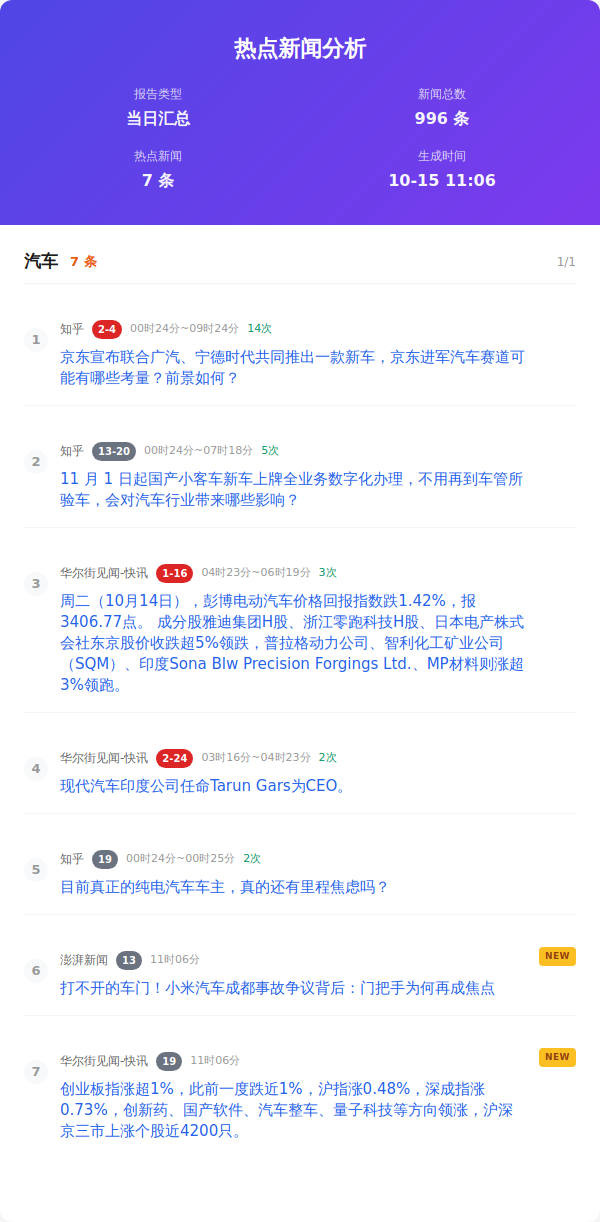 热点新闻分析
报告类型
当日汇总
新闻总数
996 条
热点新闻
7 条
生成时间
10-15 11:06
汽车 7 条 1/1
1
知乎 2-4 00时24分~09时24分 14次
京东宣布联合广汽、宁德时代共同推出一款新车，京东进军汽车赛道可
能有哪些考量？前景如何？
2
知乎 13-20 00时24分~07时18分 5次
11 月 1 日起国产小客车新车上牌全业务数字化办理，不用再到车管所
验车，会对汽车行业带来哪些影响？
3
华尔街见闻-快讯 1-16 04时23分~06时19分 3次
周二（10月14日），彭博电动汽车价格回报指数跌1.42%，报
3406.77点。 成分股雅迪集团H股、浙江零跑科技H股、日本电产株式
会社东京股价收跌超5%领跌，普拉格动力公司、智利化工矿业公司
（SQM）、印度Sona Blw Precision Forgings Ltd.、MP材料则涨超
3%领跑。
4
华尔街见闻-快讯 2-24 03时16分~04时23分 2次
现代汽车印度公司任命Tarun Gars为CEO。
5
知乎 19 00时24分~00时25分 2次
目前真正的纯电汽车车主，真的还有里程焦虑吗？
6
澎湃新闻 13 11时06分 NEW
打不开的车门！小米汽车成都事故争议背后：门把手为何再成焦点
7
华尔街见闻-快讯 19 11时06分 NEW
创业板指涨超1%，此前一度跌近1%，沪指涨0.48%，深成指涨
0.73%，创新药、国产软件、汽车整车、量子科技等方向领涨，沪深
京三市上涨个股近4200只。